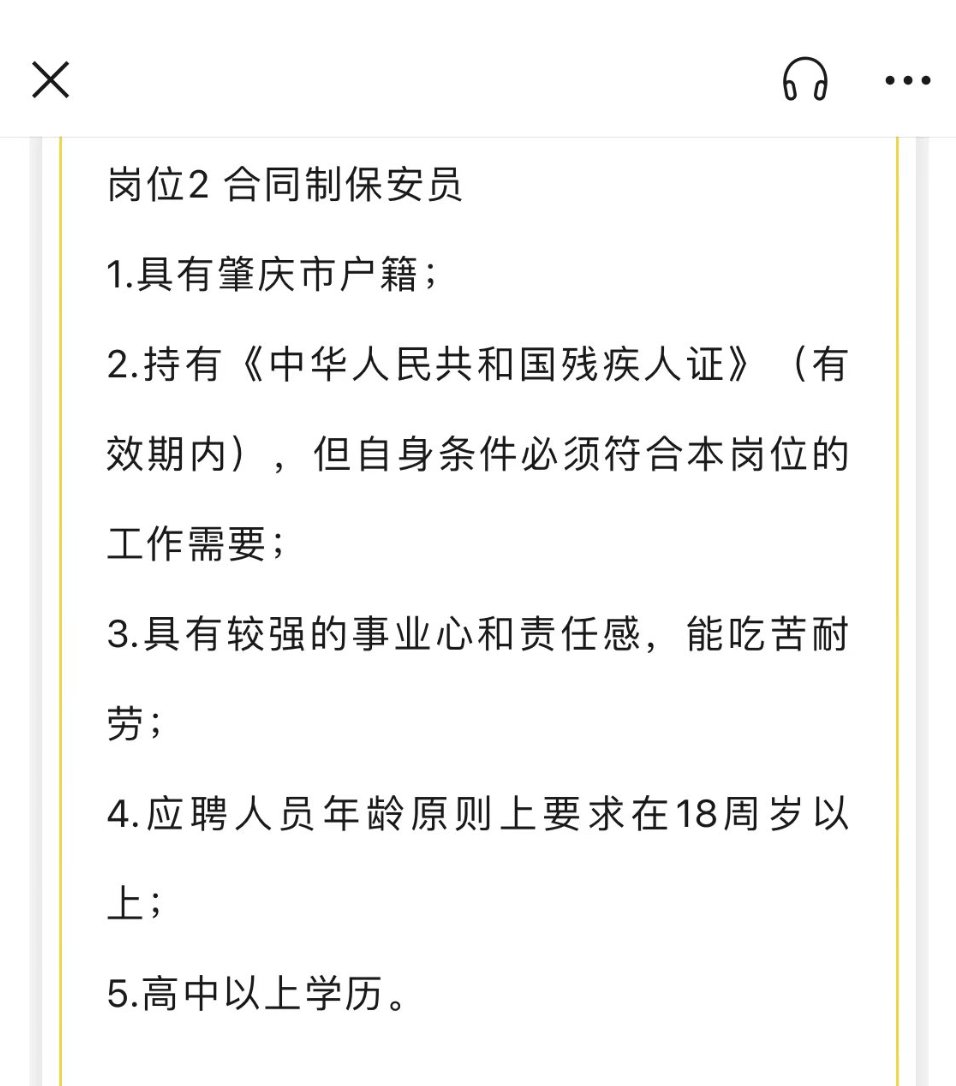 岗位2 合同制保安员
1.具有肇庆市户籍；
2.持有《中华人民共和国残疾人证》（有
效期内），但自身条件必须符合本岗位的
工作需要；
3.具有较强的事业心和责任感，能吃苦耐
劳；
4.应聘人员年龄原则上要求在18周岁以
上；
5.高中以上学历。